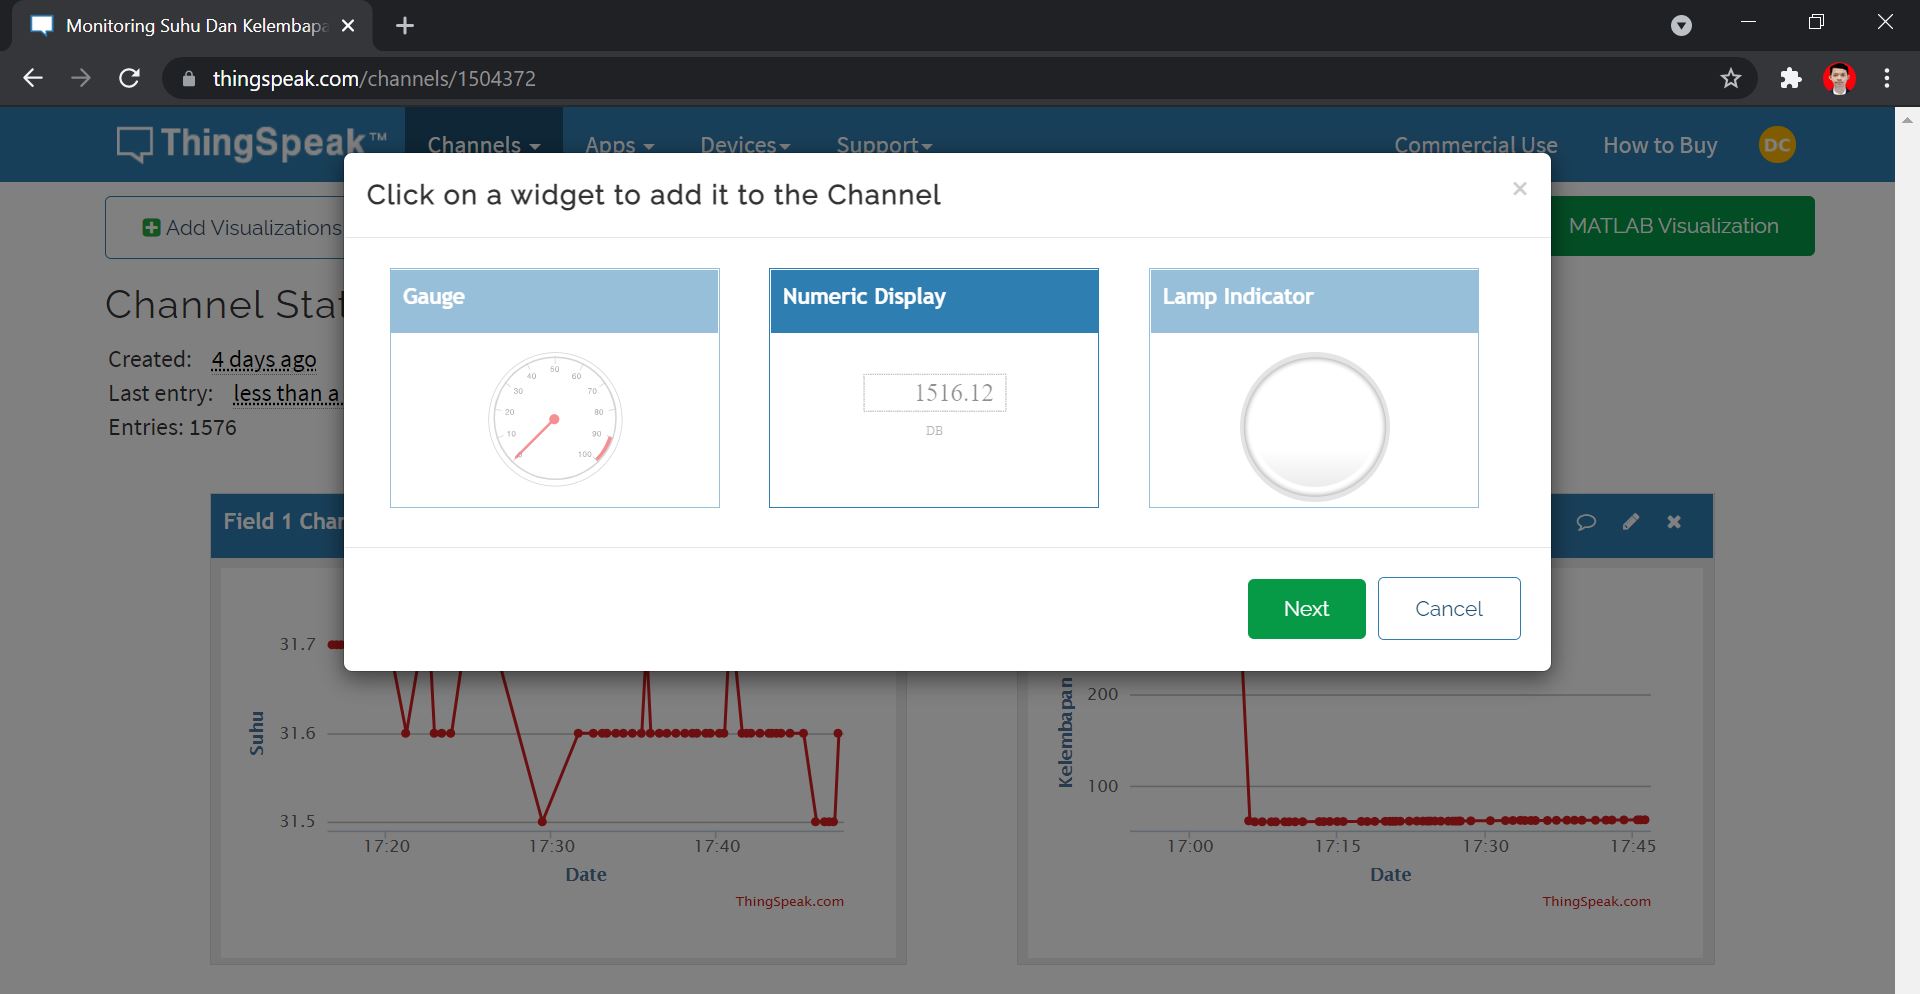 Monitoring Suhu Dan Kelembapa
thingspeak.com/channels/1504372
ThingSpeak™
Channels
Apps
Devices
Support
Commercial Use
How to Buy
DC
Add Visualizations
MATLAB Visualization
Click on a widget to add it to the Channel
×
Gauge
0
10
20
30
40
50
60
70
80
90
100
Numeric Display
1516.12
DB
Lamp Indicator
Next
Cancel
Channel Stat
Created: 4 days ago
Last entry: less than a
Entries: 1576
Field 1 Char
31.7
31.6
31.5
Suhu
17:20
17:30
17:40
Date
ThingSpeak.com
200
100
Kelembapan
17:00
17:15
17:30
17:45
Date
ThingSpeak.com